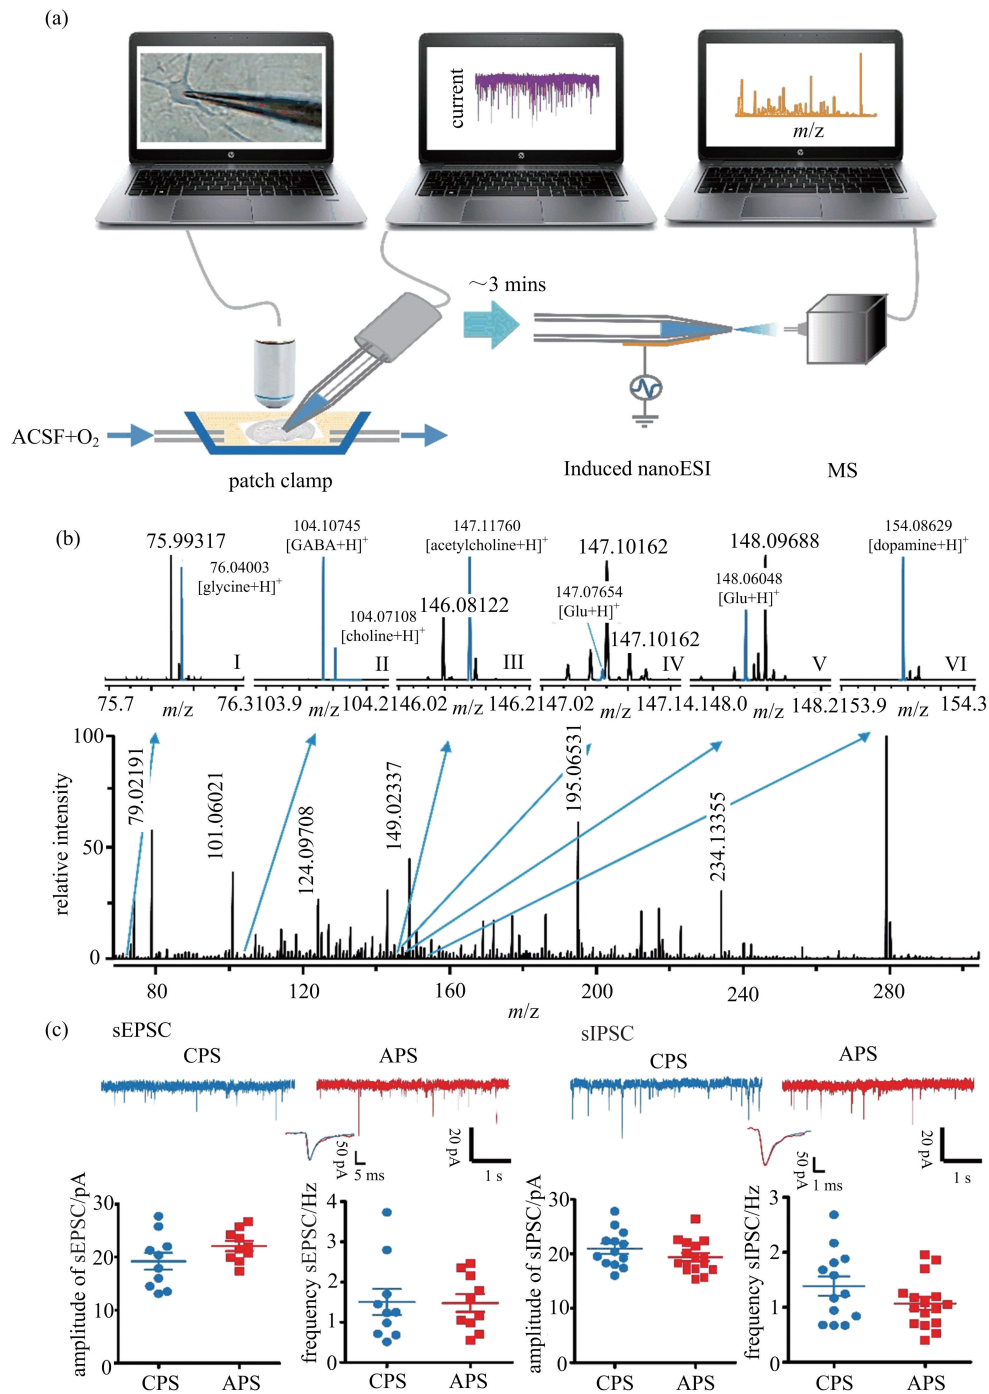 (a)
current
m/z
~3 mins
ACSF+O₂
patch clamp
Induced nanoESI
MS
(b)
75.99317
76.04003
[glycine+H]⁺
I
104.10745
[GABA+H]⁺
104.07108
[choline+H]⁺
II
147.11760
[acetylcholine+H]⁺
146.08122
III
147.10162
147.07654
[Glu+H]⁺
147.10162
IV
148.09688
148.06048
[Glu+H]⁺
V
154.08629
[dopamine+H]⁺
VI
75.7 m/z 76.3 103.9 m/z 104.2 146.02 m/z 146.2 147.02 m/z 147.14. 148.0 m/z 148.2 153.9 m/z 154.3
relative intensity
100
50
0
79.02191
101.06021
124.09708
149.02337
195.06531
234.13355
80 120 160 200 240 280
m/z
(c)
sEPSC
CPS APS
50 pA
5 ms
20 pA
1 s
amplitude of sEPSC/pA
30
20
10
0
CPS APS
frequency sEPSC/Hz
4
3
2
1
0
CPS APS
sIPSC
CPS APS
50 pA
1 ms
20 pA
1 s
amplitude of sIPSC/pA
30
20
10
0
CPS APS
frequency sIPSC/Hz
3
2
1
0
CPS APS